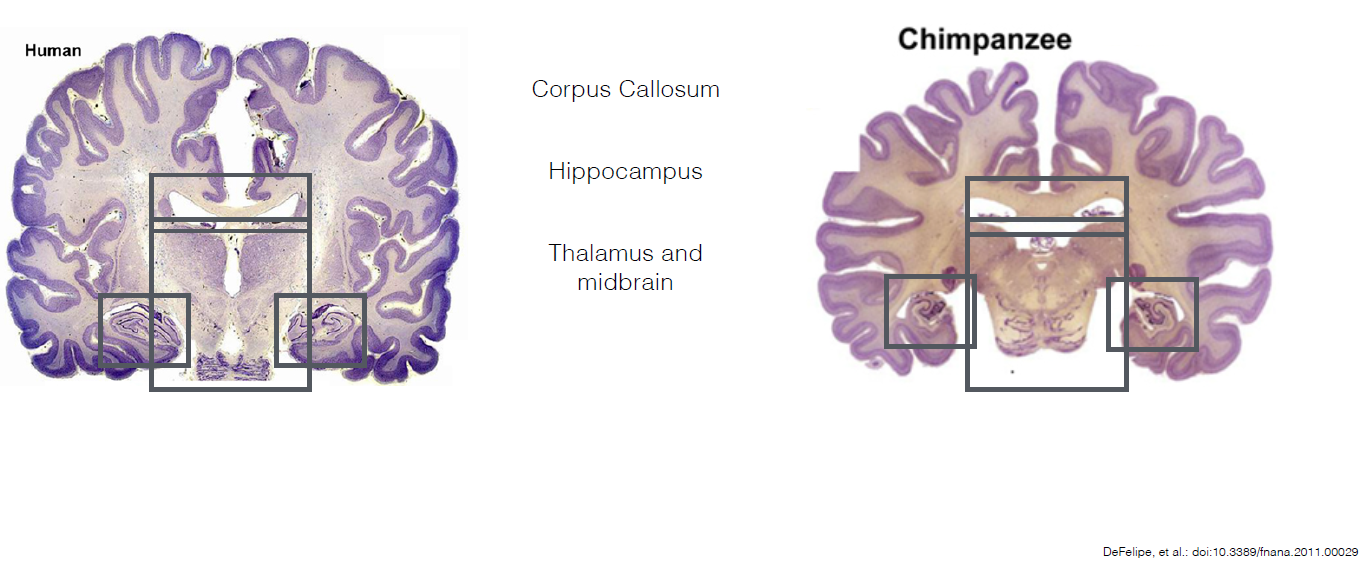 Human
Chimpanzee
Corpus Callosum
Hippocampus
Thalamus and
midbrain
DeFelipe, et al.: doi:10.3389/fnana.2011.00029